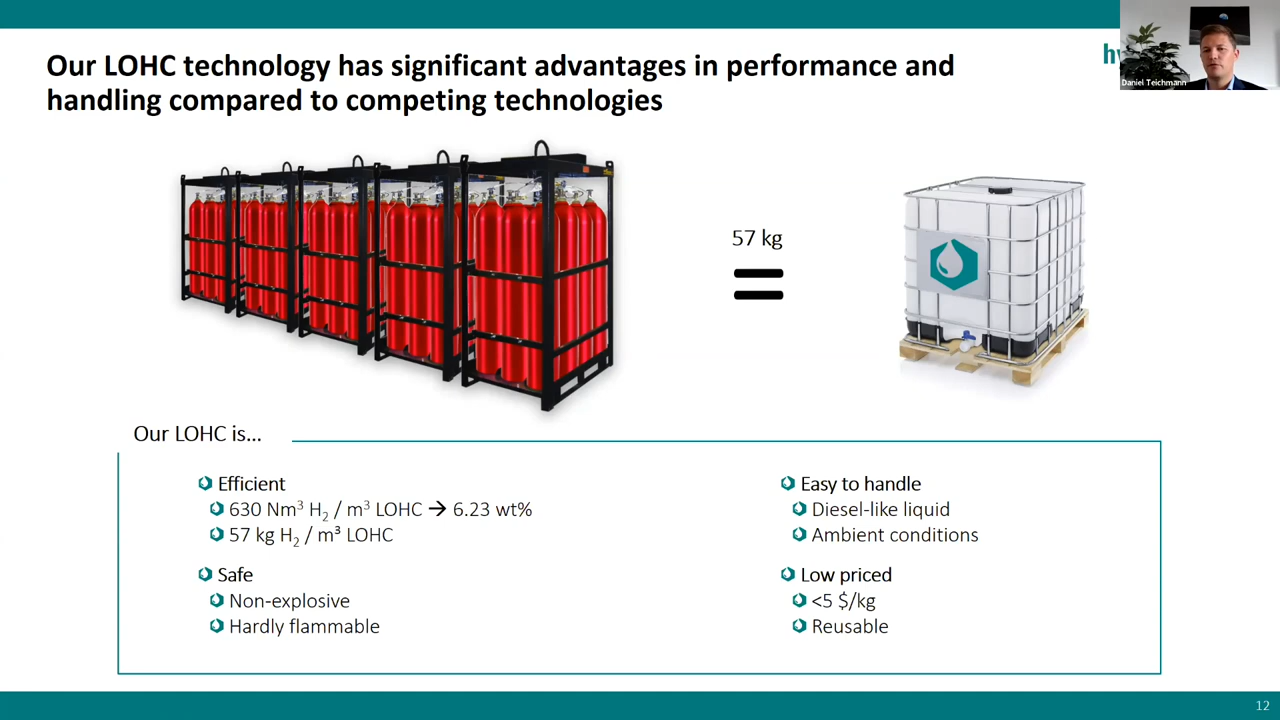 Our LOHC technology has significant advantages in performance and
handling compared to competing technologies
hy
Daniel Teichmann
57 kg
=
Our LOHC is...
Efficient
630 Nm³ H₂ / m³ LOHC → 6.23 wt%
57 kg H₂ / m³ LOHC
Safe
Non-explosive
Hardly flammable
Easy to handle
Diesel-like liquid
Ambient conditions
Low priced
<5 $/kg
Reusable
12